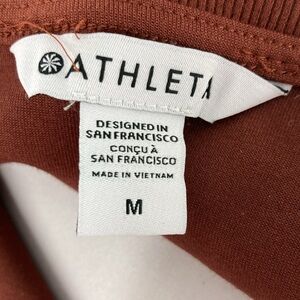 ATHLETA
DESIGNED IN
SAN FRANCISCO
CONÇU À
SAN FRANCISCO
MADE IN VIETNAM
M